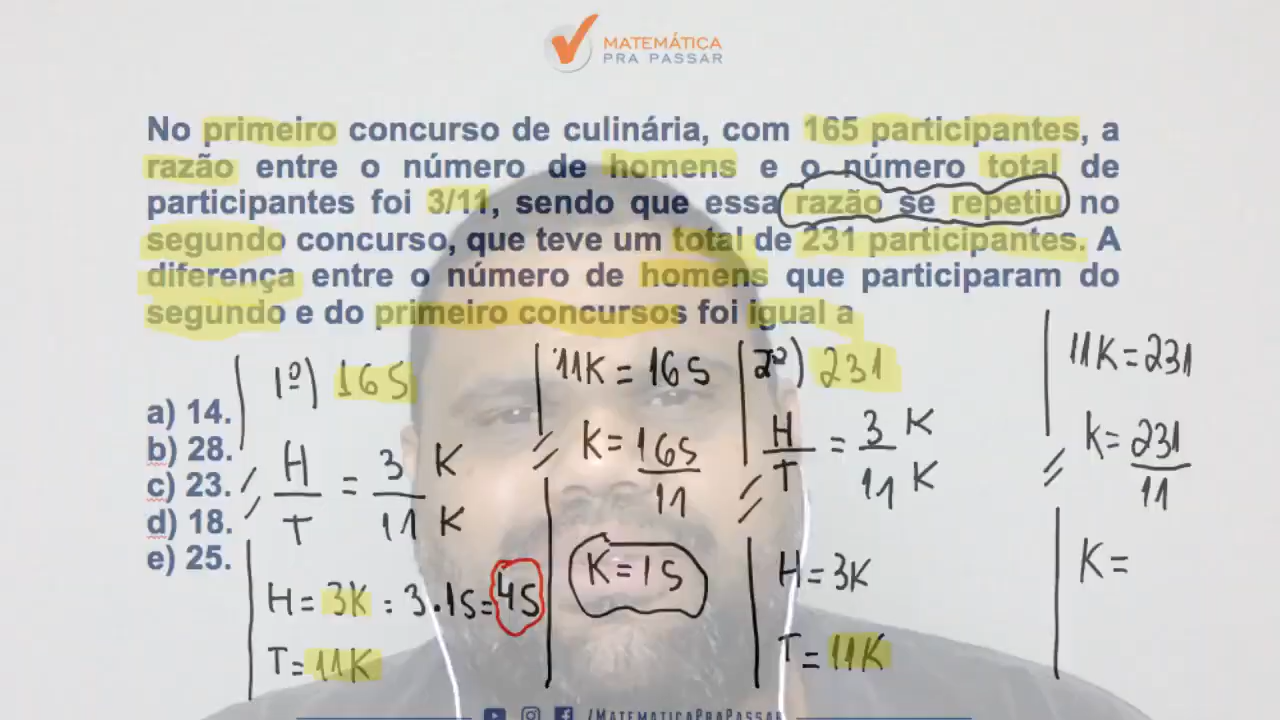 MATEMÁTICA
PRA PASSAR
No primeiro concurso de culinária, com 165 participantes, a
razão entre o número de homens e o número total de
participantes foi 3/11, sendo que essa razão se repetiu no
segundo concurso, que teve um total de 231 participantes. A
diferença entre o número de homens que participaram do
segundo e do primeiro concursos foi igual a
a) 14.
b) 28.
c) 23.
d) 18.
e) 25.
1º) 165
H/T = 3K/11K
H = 3K = 3.15 = 45
T = 11K
11K = 165
K = 165/11
K = 15
2º) 231
H/T = 3K/11K
H = 3K
T = 11K
11K = 231
K = 231/11
K =
/MATEMATICAPRAPASSAR